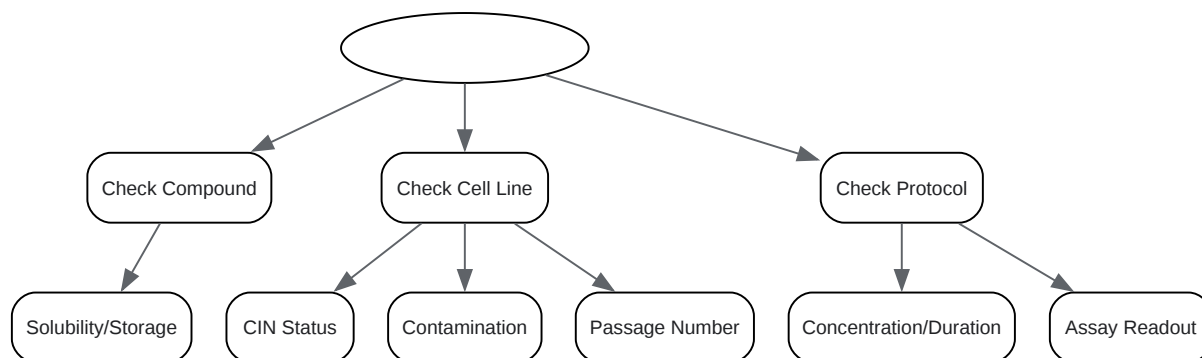 Check Compound
Check Cell Line
Check Protocol
Solubility/Storage
CIN Status
Contamination
Passage Number
Concentration/Duration
Assay Readout